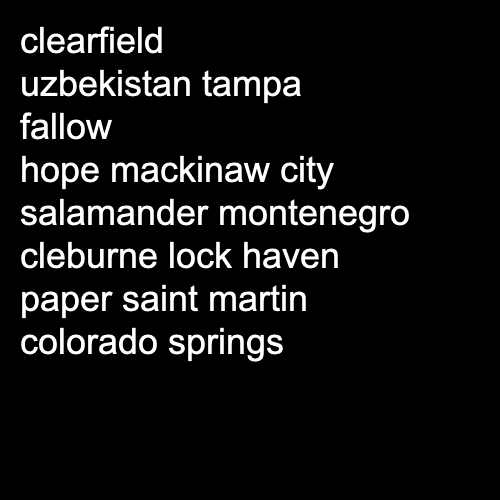 clearfield
uzbekistan tampa
fallow
hope mackinaw city
salamander montenegro
cleburne lock haven
paper saint martin
colorado springs